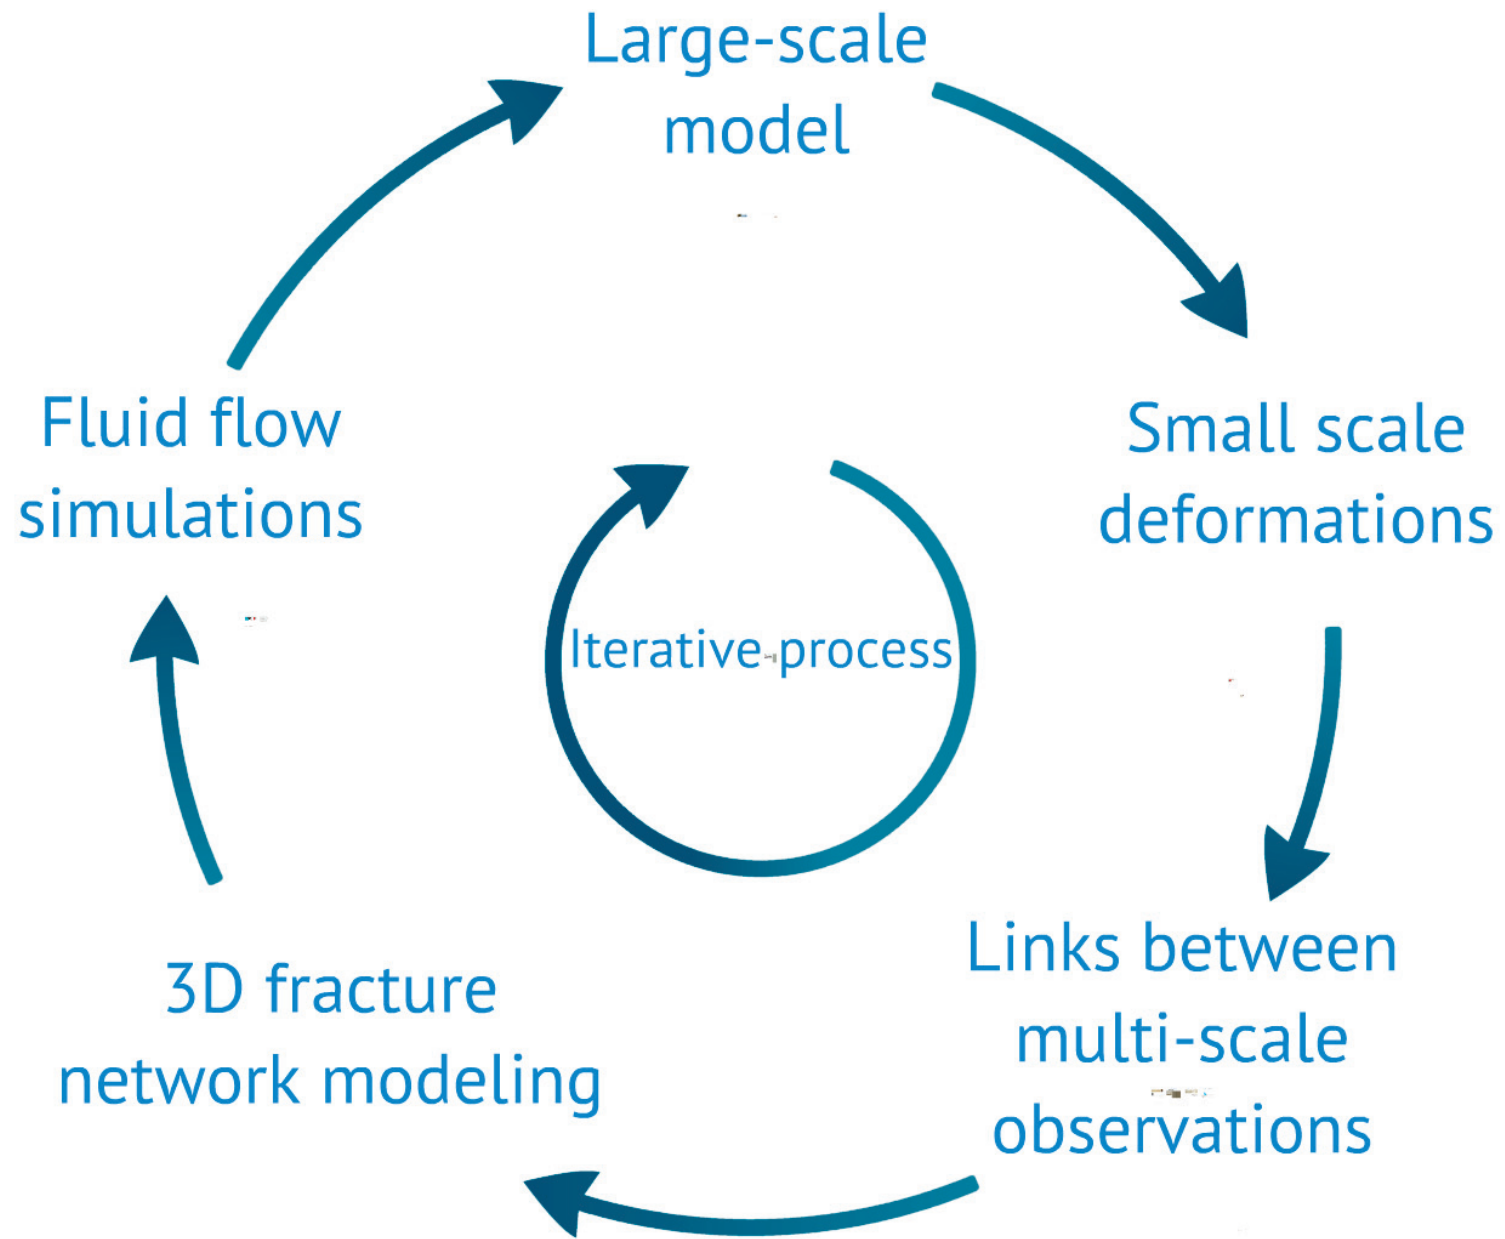 Large-scale
model
Small scale
deformations
Links between
multi-scale
observations
3D fracture
network modeling
Fluid flow
simulations
Iterative process